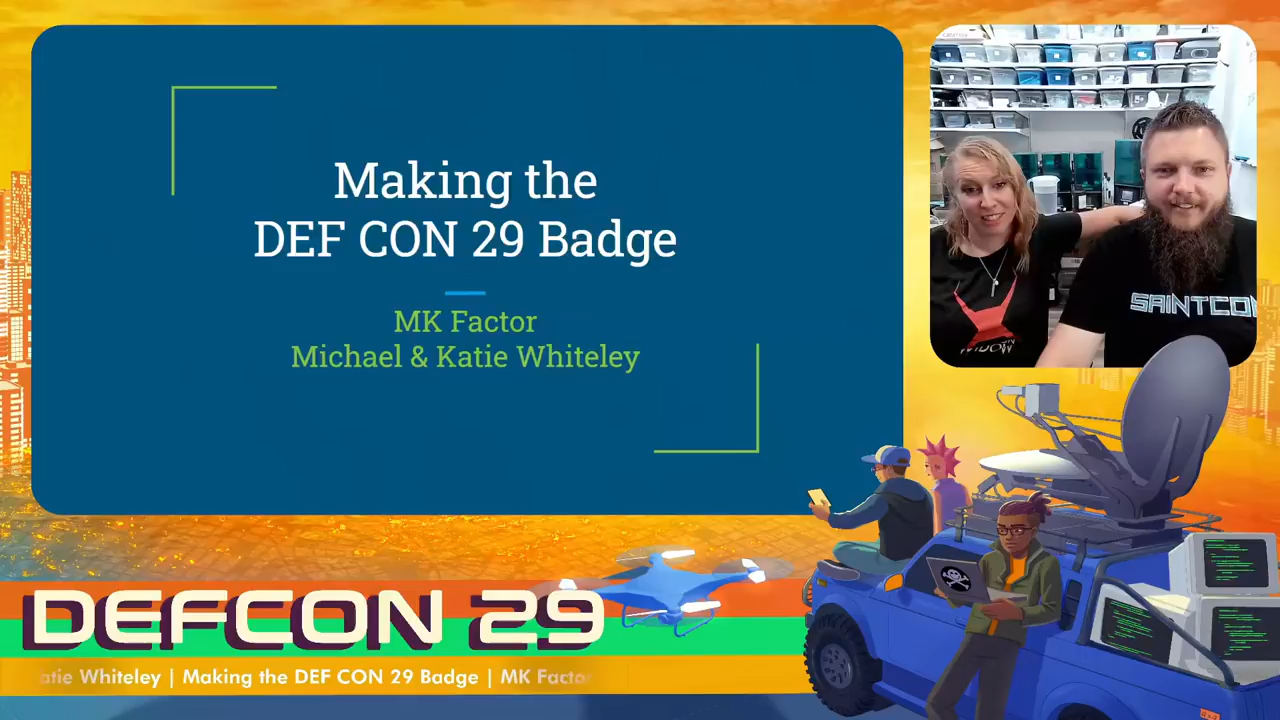 Making the
DEF CON 29 Badge
MK Factor
Michael & Katie Whiteley
SAINTCON
DEFCON 29
atie Whiteley | Making the DEF CON 29 Badge | MK Factor